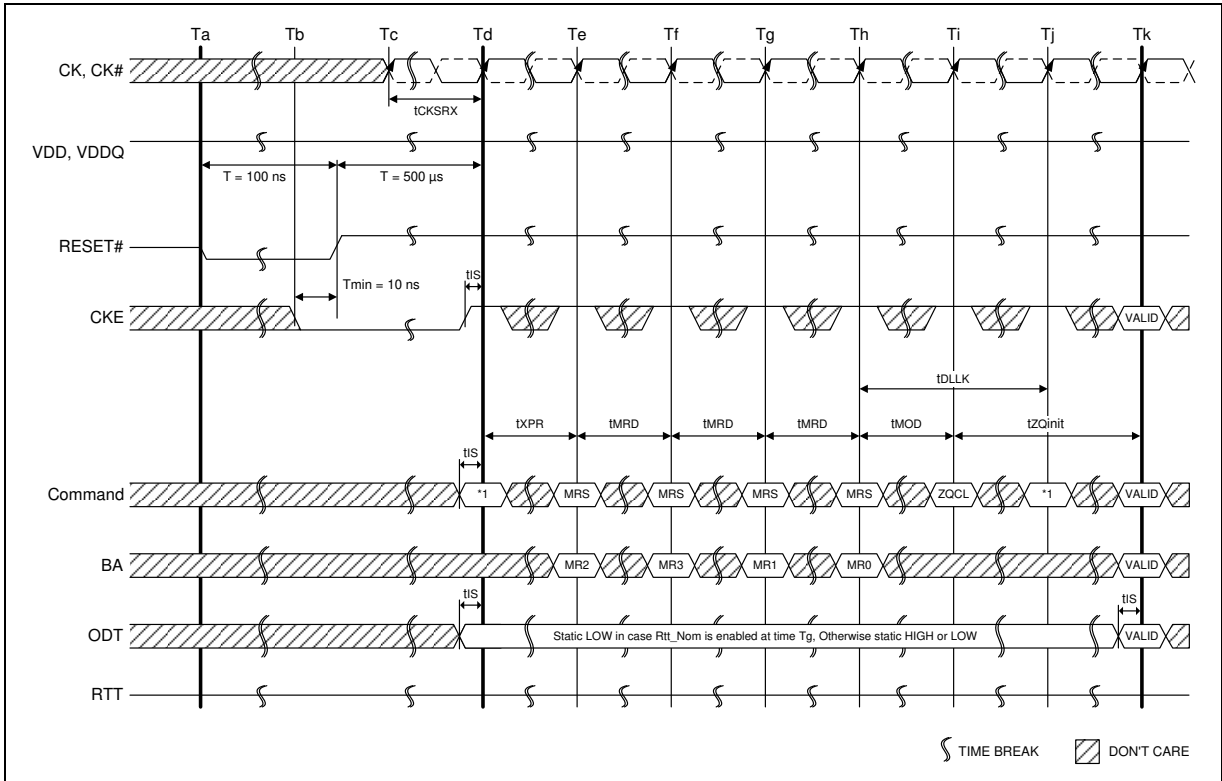 Ta Tb Tc Td Te Tf Tg Th Ti Tj Tk
CK, CK#
tCKSRX
VDD, VDDQ
T = 100 ns T = 500 µs
RESET#
Tmin = 10 ns tIS
CKE VALID
tDLLK
tXPR tMRD tMRD tMRD tMOD tZQinit
tIS
Command *1 MRS MRS MRS MRS ZQCL *1 VALID
BA MR2 MR3 MR1 MR0 VALID
tIS tIS
ODT Static LOW in case Rtt_Nom is enabled at time Tg, Otherwise static HIGH or LOW VALID
RTT
TIME BREAK DON'T CARE